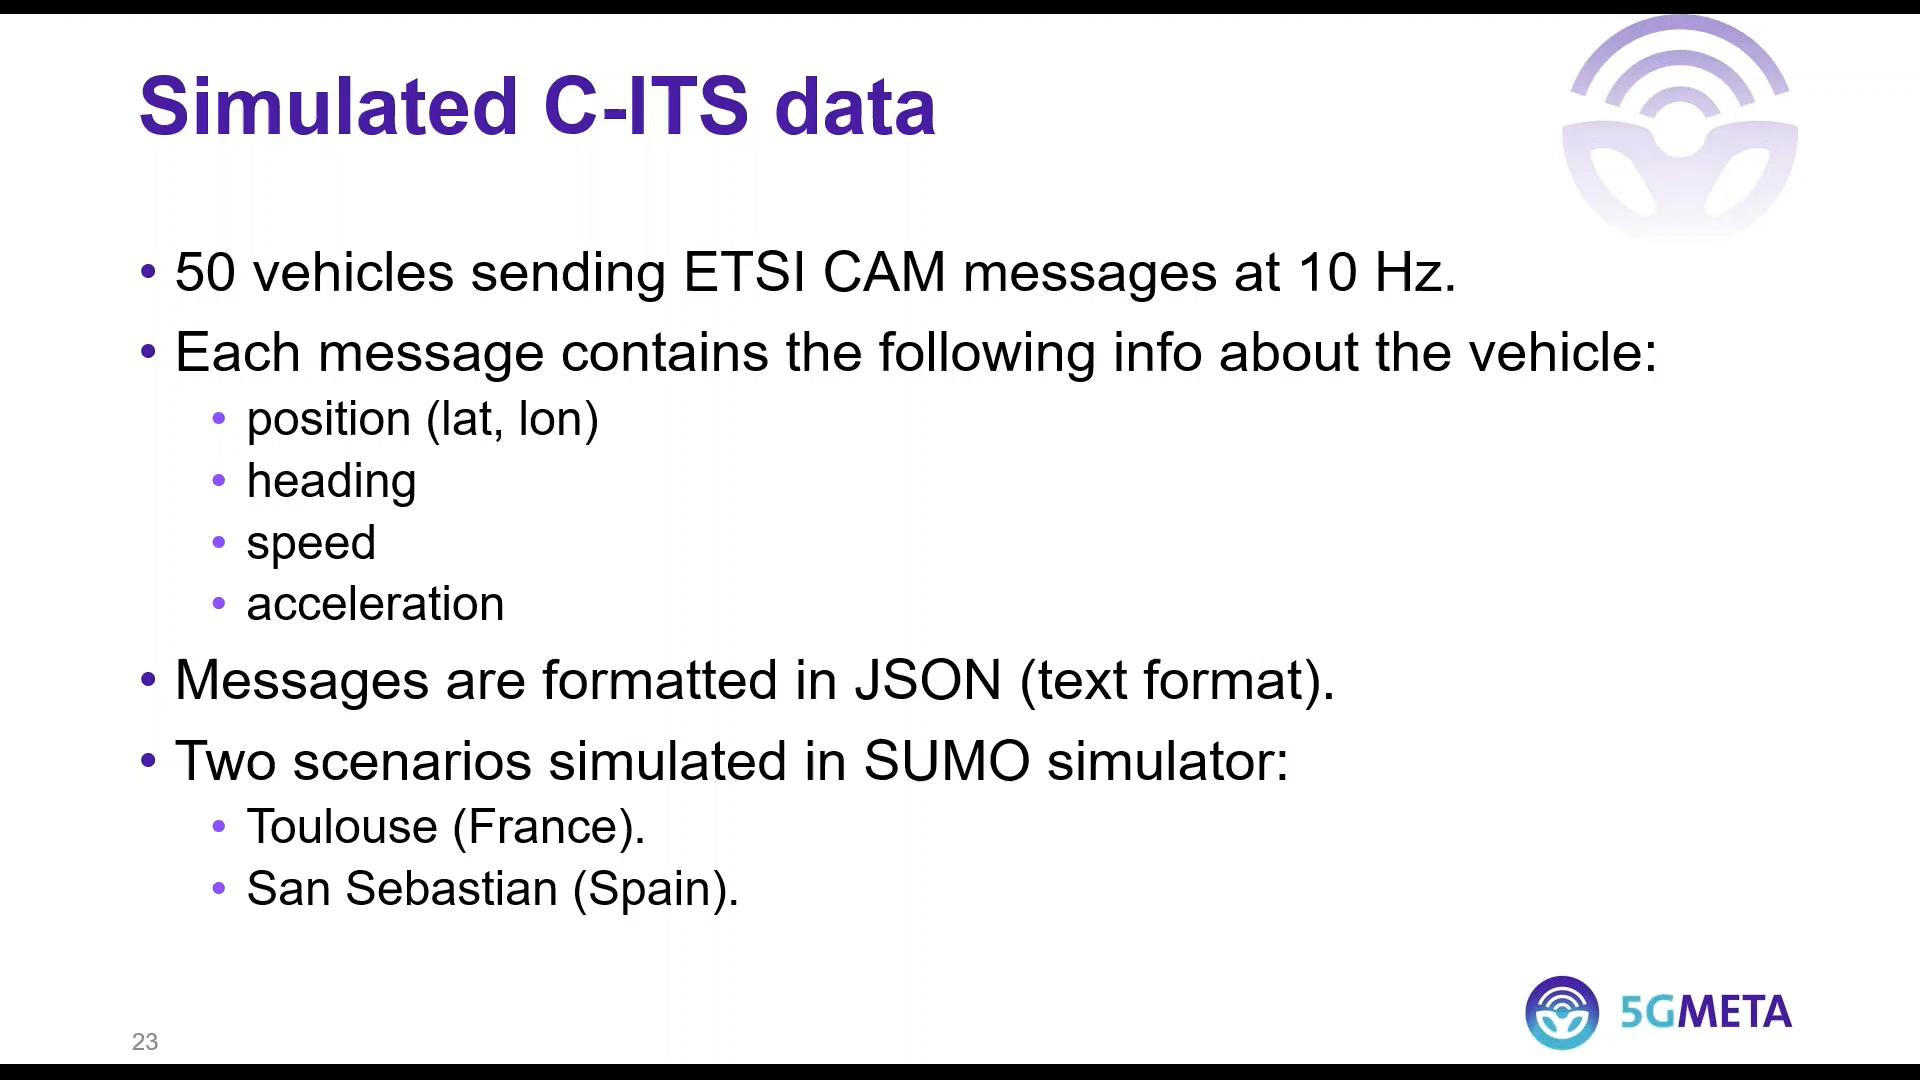 Simulated C-ITS data
• 50 vehicles sending ETSI CAM messages at 10 Hz.
• Each message contains the following info about the vehicle:
• position (lat, lon)
• heading
• speed
• acceleration
• Messages are formatted in JSON (text format).
• Two scenarios simulated in SUMO simulator:
• Toulouse (France).
• San Sebastian (Spain).
23
5GMETA